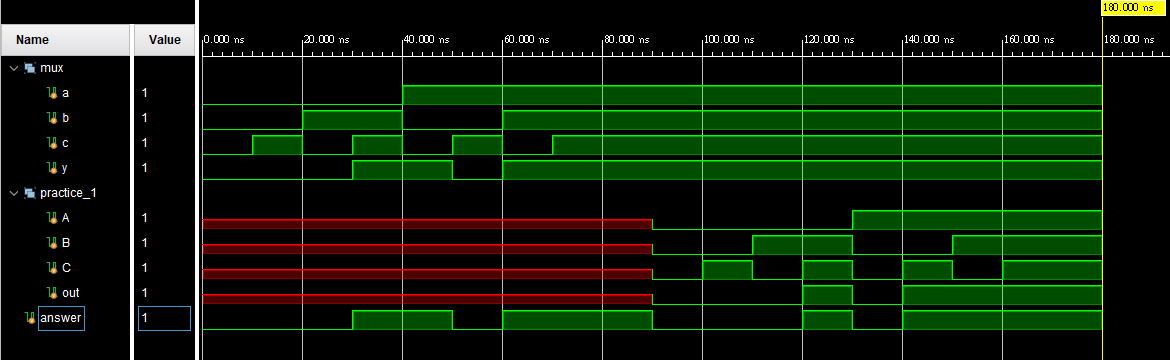 180.000 ns
Name Value 0.000 ns 20.000 ns 40.000 ns 60.000 ns 80.000 ns 100.000 ns 120.000 ns 140.000 ns 160.000 ns 180.000 ns
mux
a 1
b 1
c 1
y 1
practice_1
A 1
B 1
C 1
out 1
answer 1